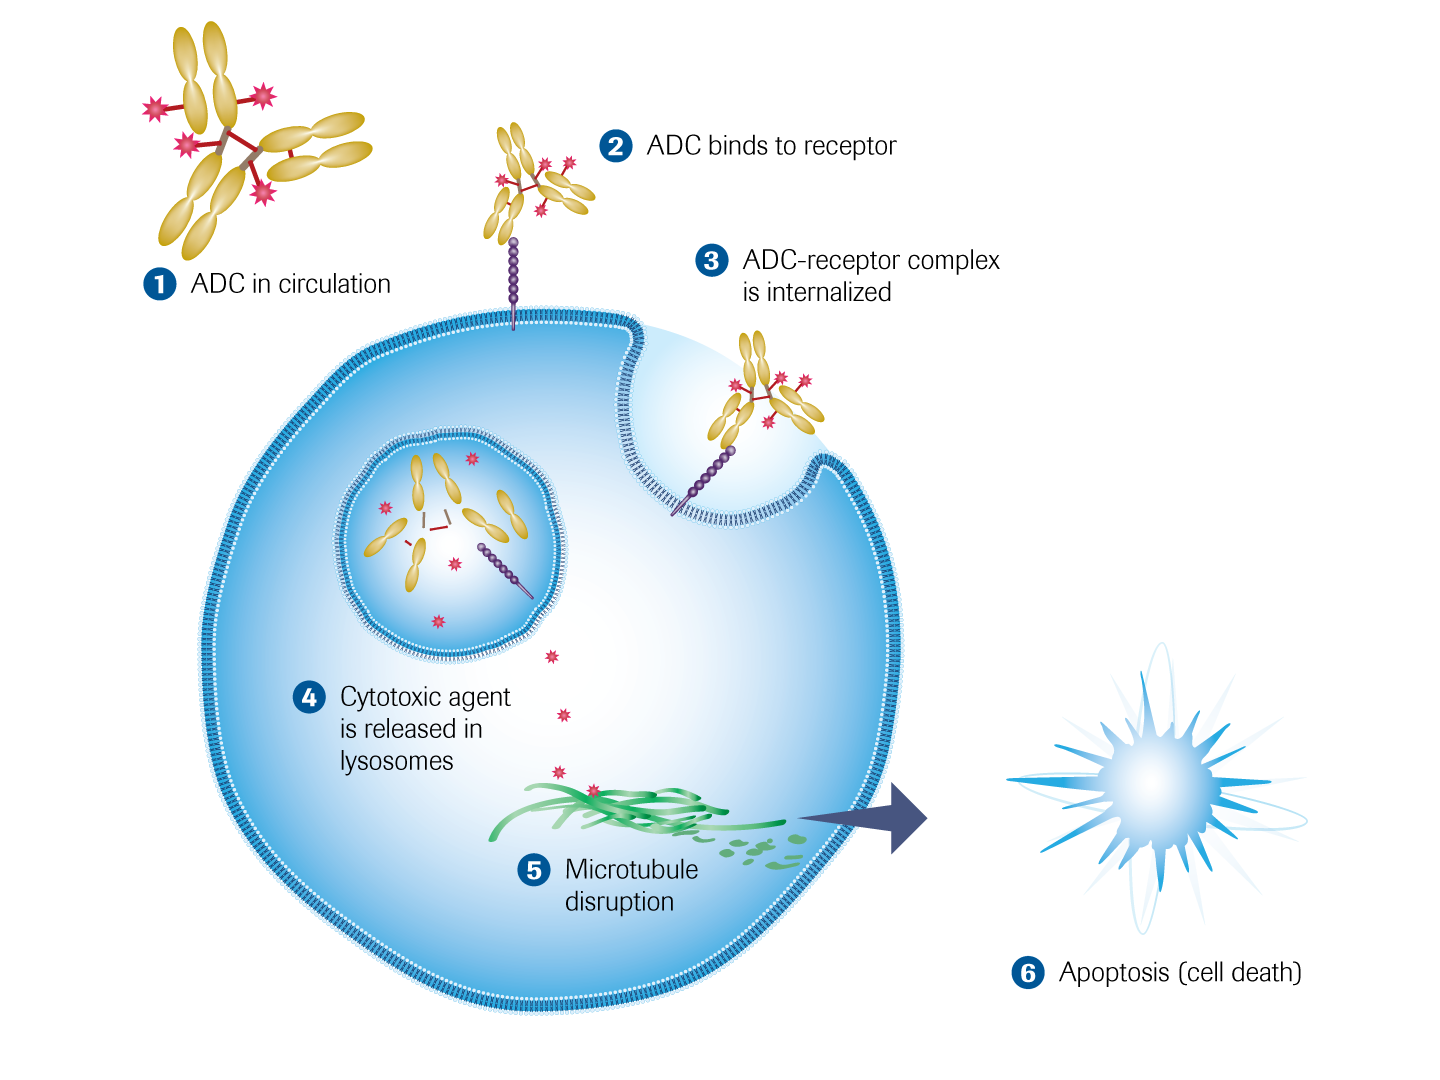 1 ADC in circulation
2 ADC binds to receptor
3 ADC-receptor complex
is internalized
4 Cytotoxic agent
is released in
lysosomes
5 Microtubule
disruption
6 Apoptosis (cell death)